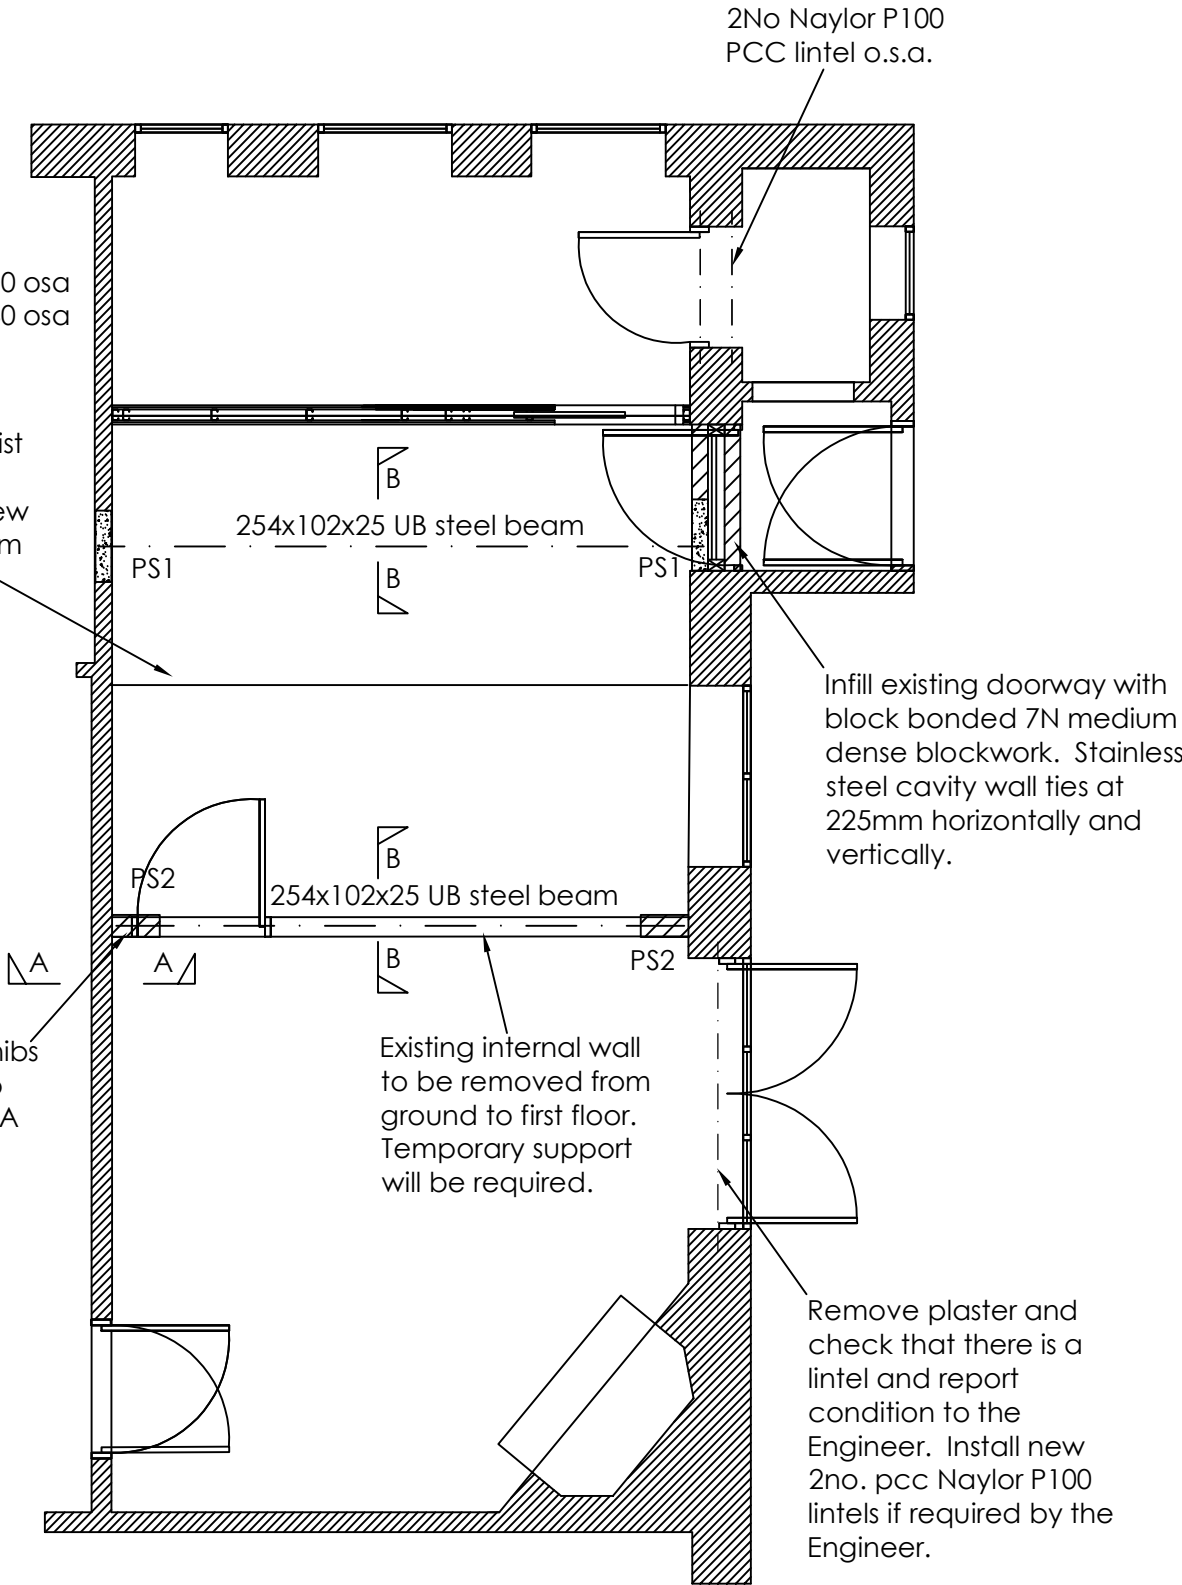 2No Naylor P100
PCC lintel o.s.a.
0 osa
0 osa
ist
ew
m
B
254x102x25 UB steel beam
PS1
PS1
B
Infill existing doorway with
block bonded 7N medium
dense blockwork. Stainless
steel cavity wall ties at
225mm horizontally and
vertically.
B
PS2
254x102x25 UB steel beam
A
A
B
PS2
nibs
A
Existing internal wall
to be removed from
ground to first floor.
Temporary support
will be required.
Remove plaster and
check that there is a
lintel and report
condition to the
Engineer. Install new
2no. pcc Naylor P100
lintels if required by the
Engineer.